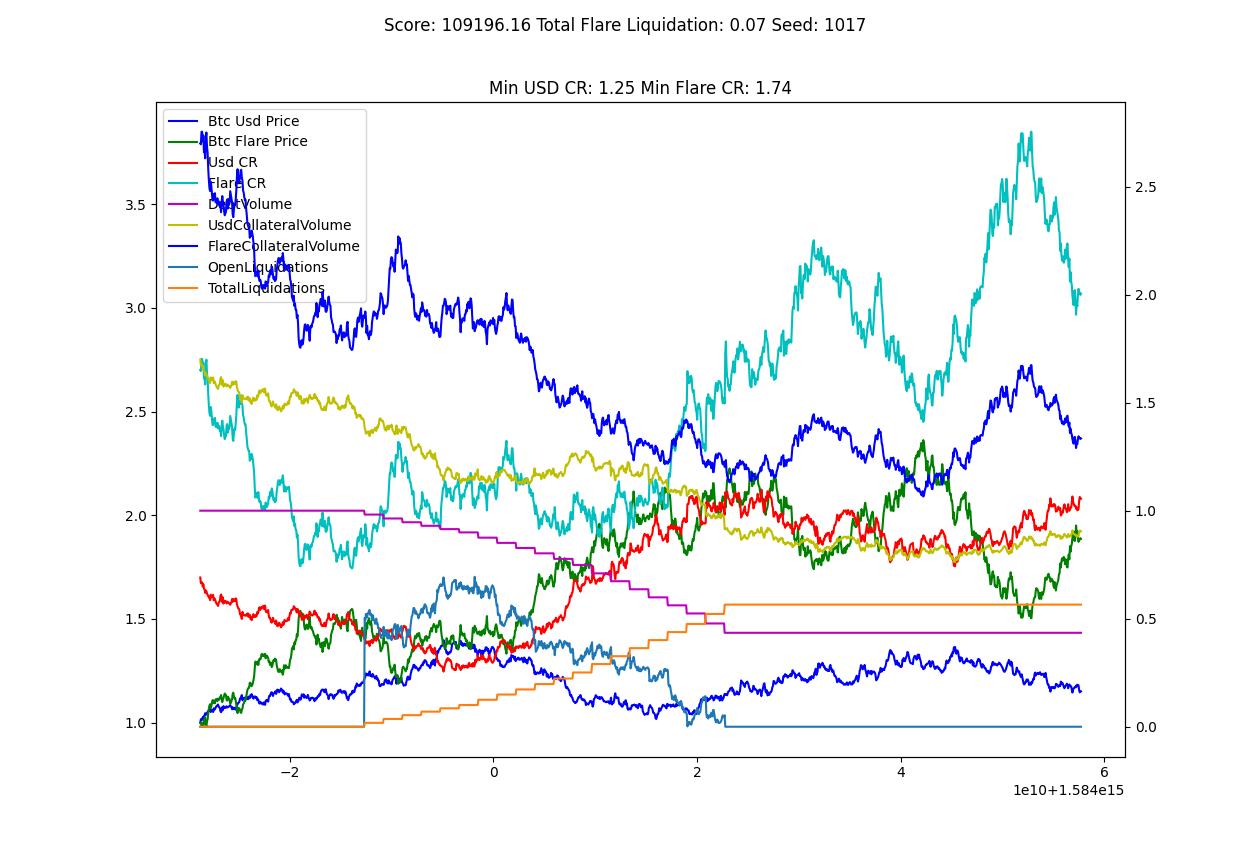 Score: 109196.16 Total Flare Liquidation: 0.07 Seed: 1017
Min USD CR: 1.25 Min Flare CR: 1.74
Btc Usd Price
Btc Flare Price
Usd CR
Flare CR
DebtVolume
UsdCollateralVolume
FlareCollateralVolume
OpenLiquidations
TotalLiquidations
3.5
3.0
2.5
2.0
1.5
1.0
2.5
2.0
1.5
1.0
0.5
0.0
−2 0 2 4 6
1e10+1.584e15